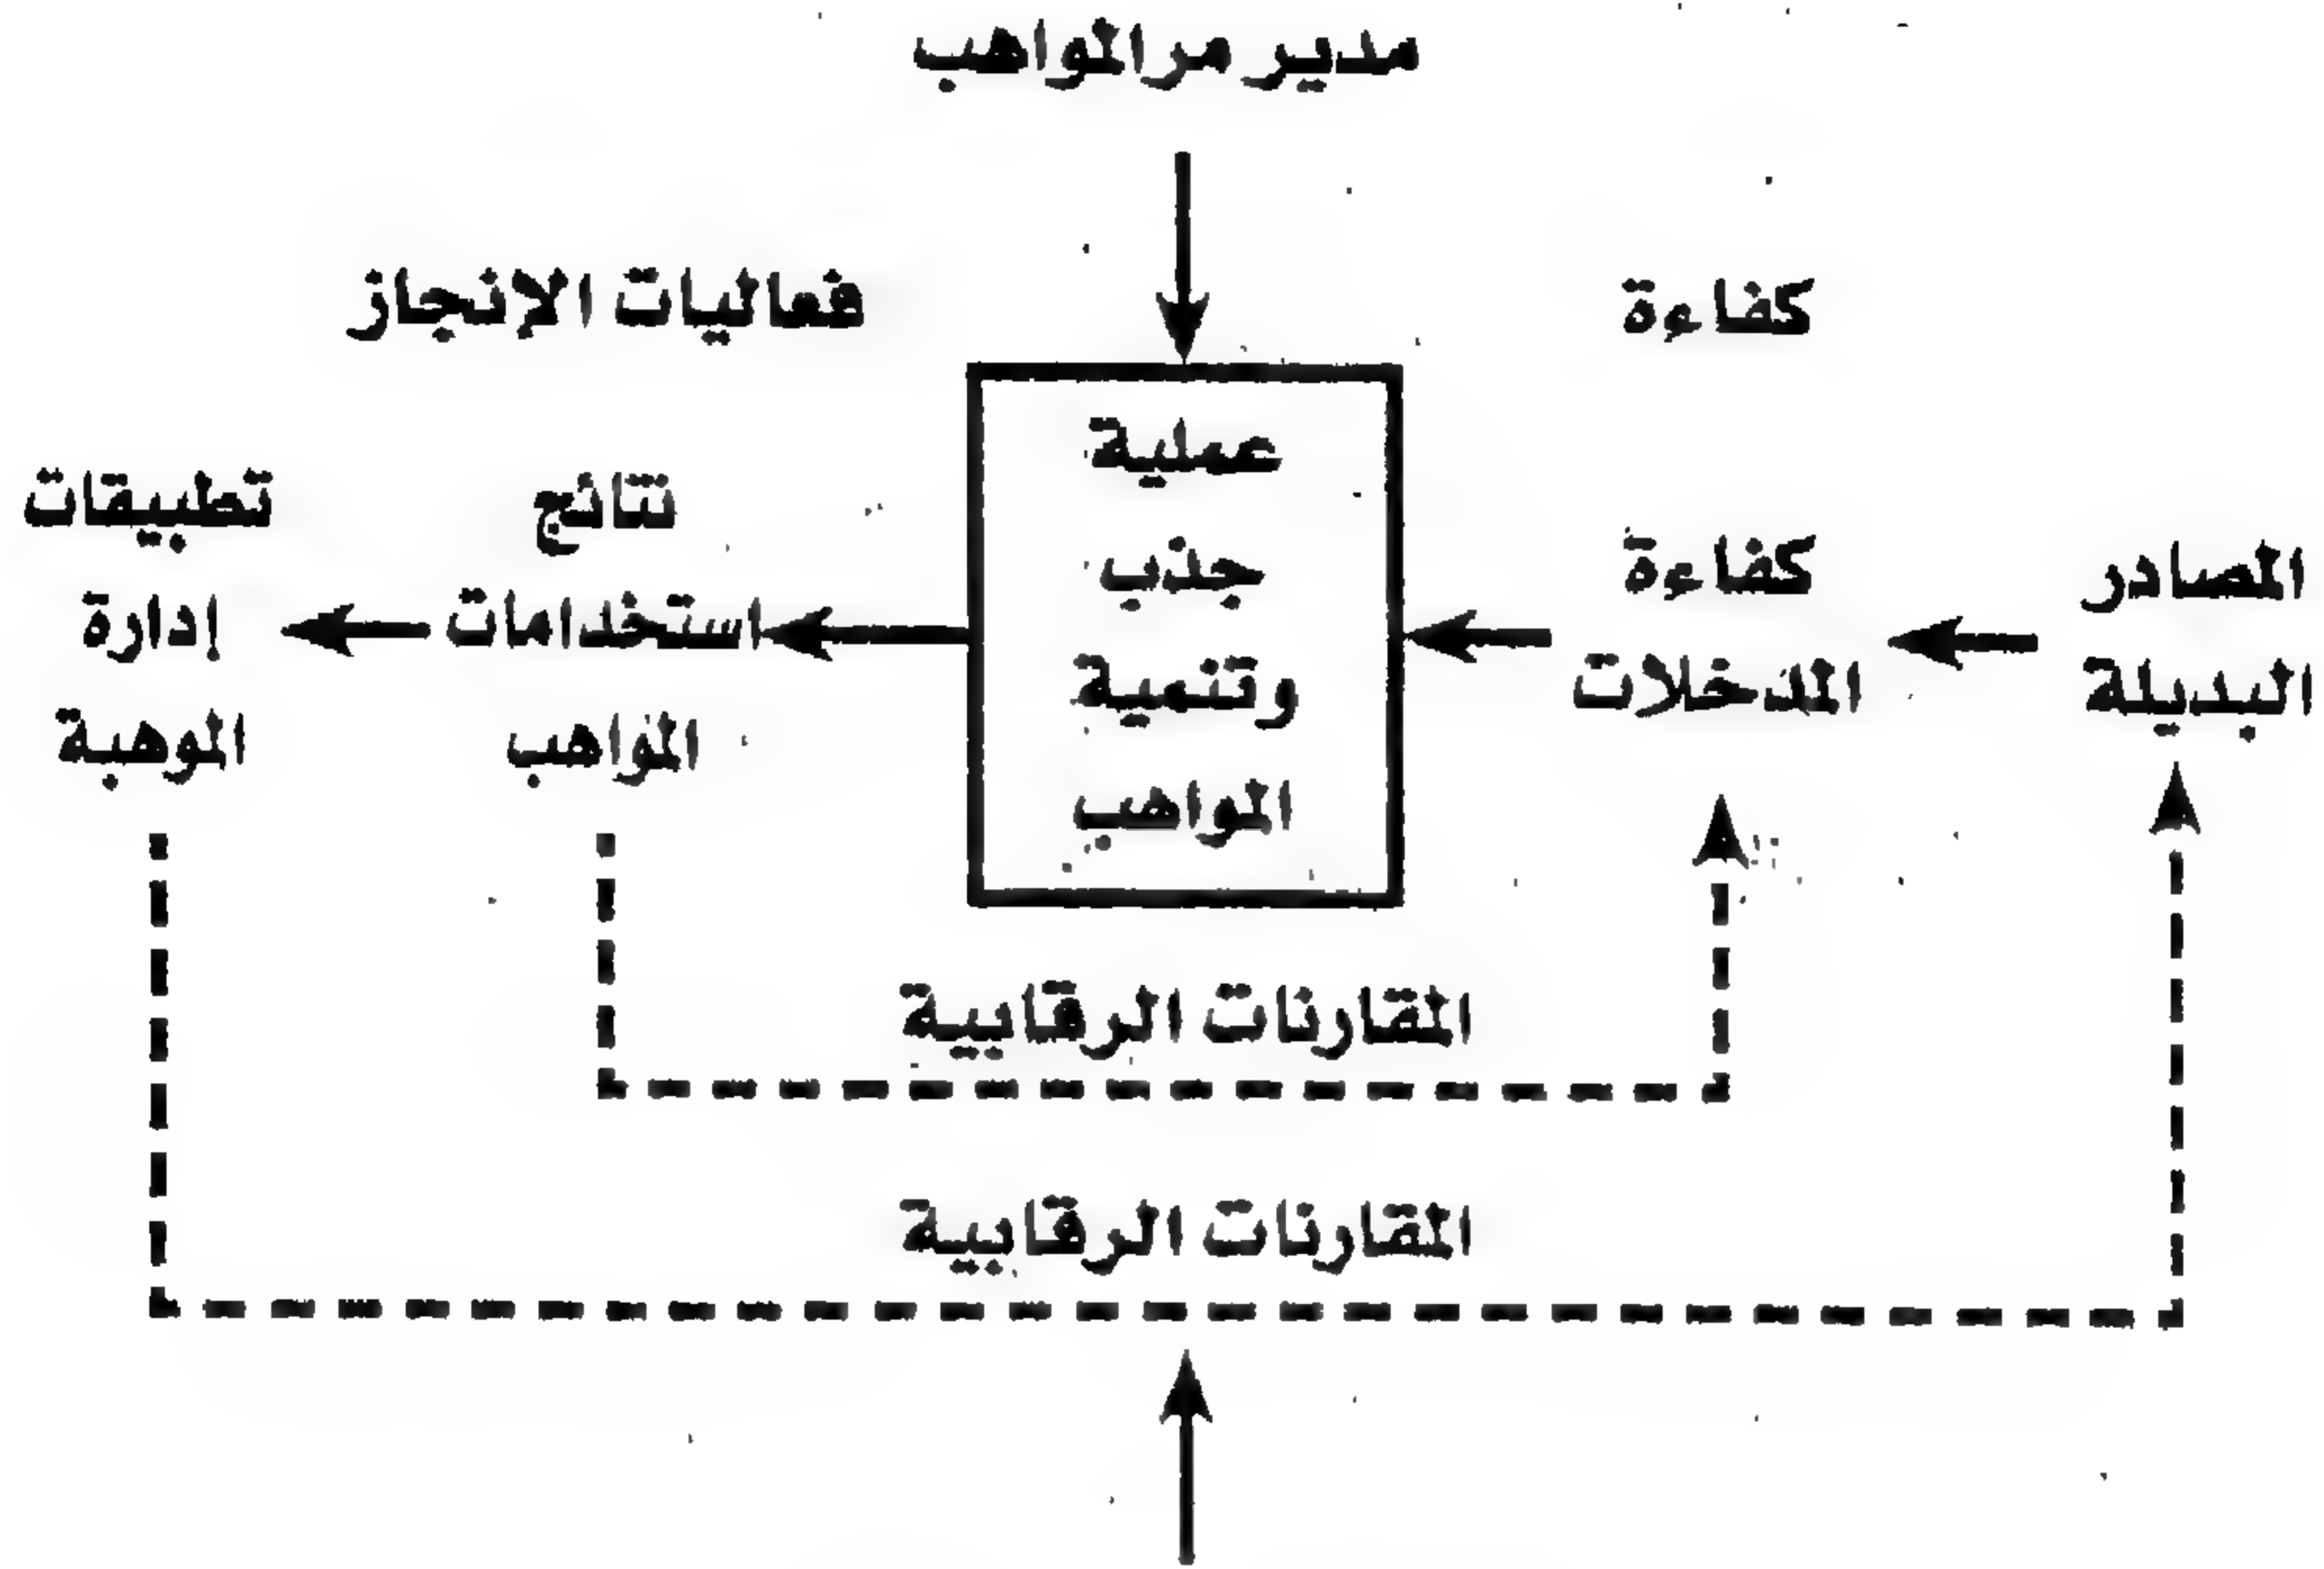 مدير مرالمواهب
كفاءة
فعاليات الإنجاز
المصادر
البديلة
كفاءة
المدخلات
عملية
جذب
وتنمية
المواهب
نتائج
استخدامات
المواهب
تطبيقات
إدارة
الموهبة
المقارنات الرقابية
المقارنات الرقابية